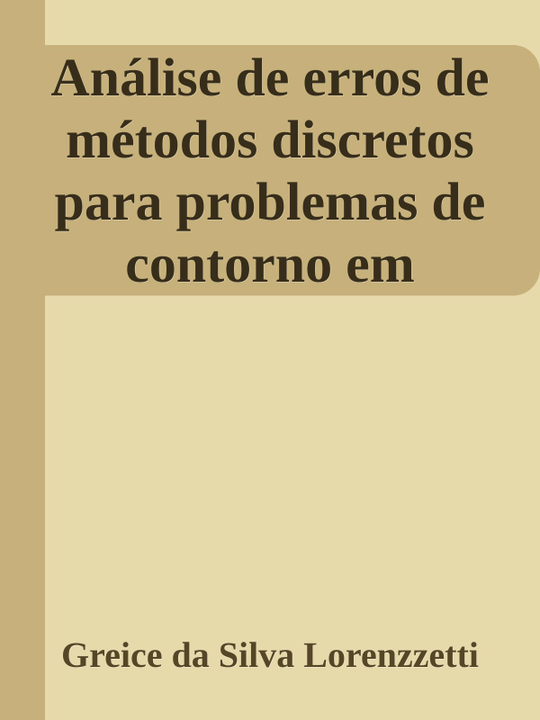 Análise de erros de
métodos discretos
para problemas de
contorno em
Greice da Silva Lorenzzetti